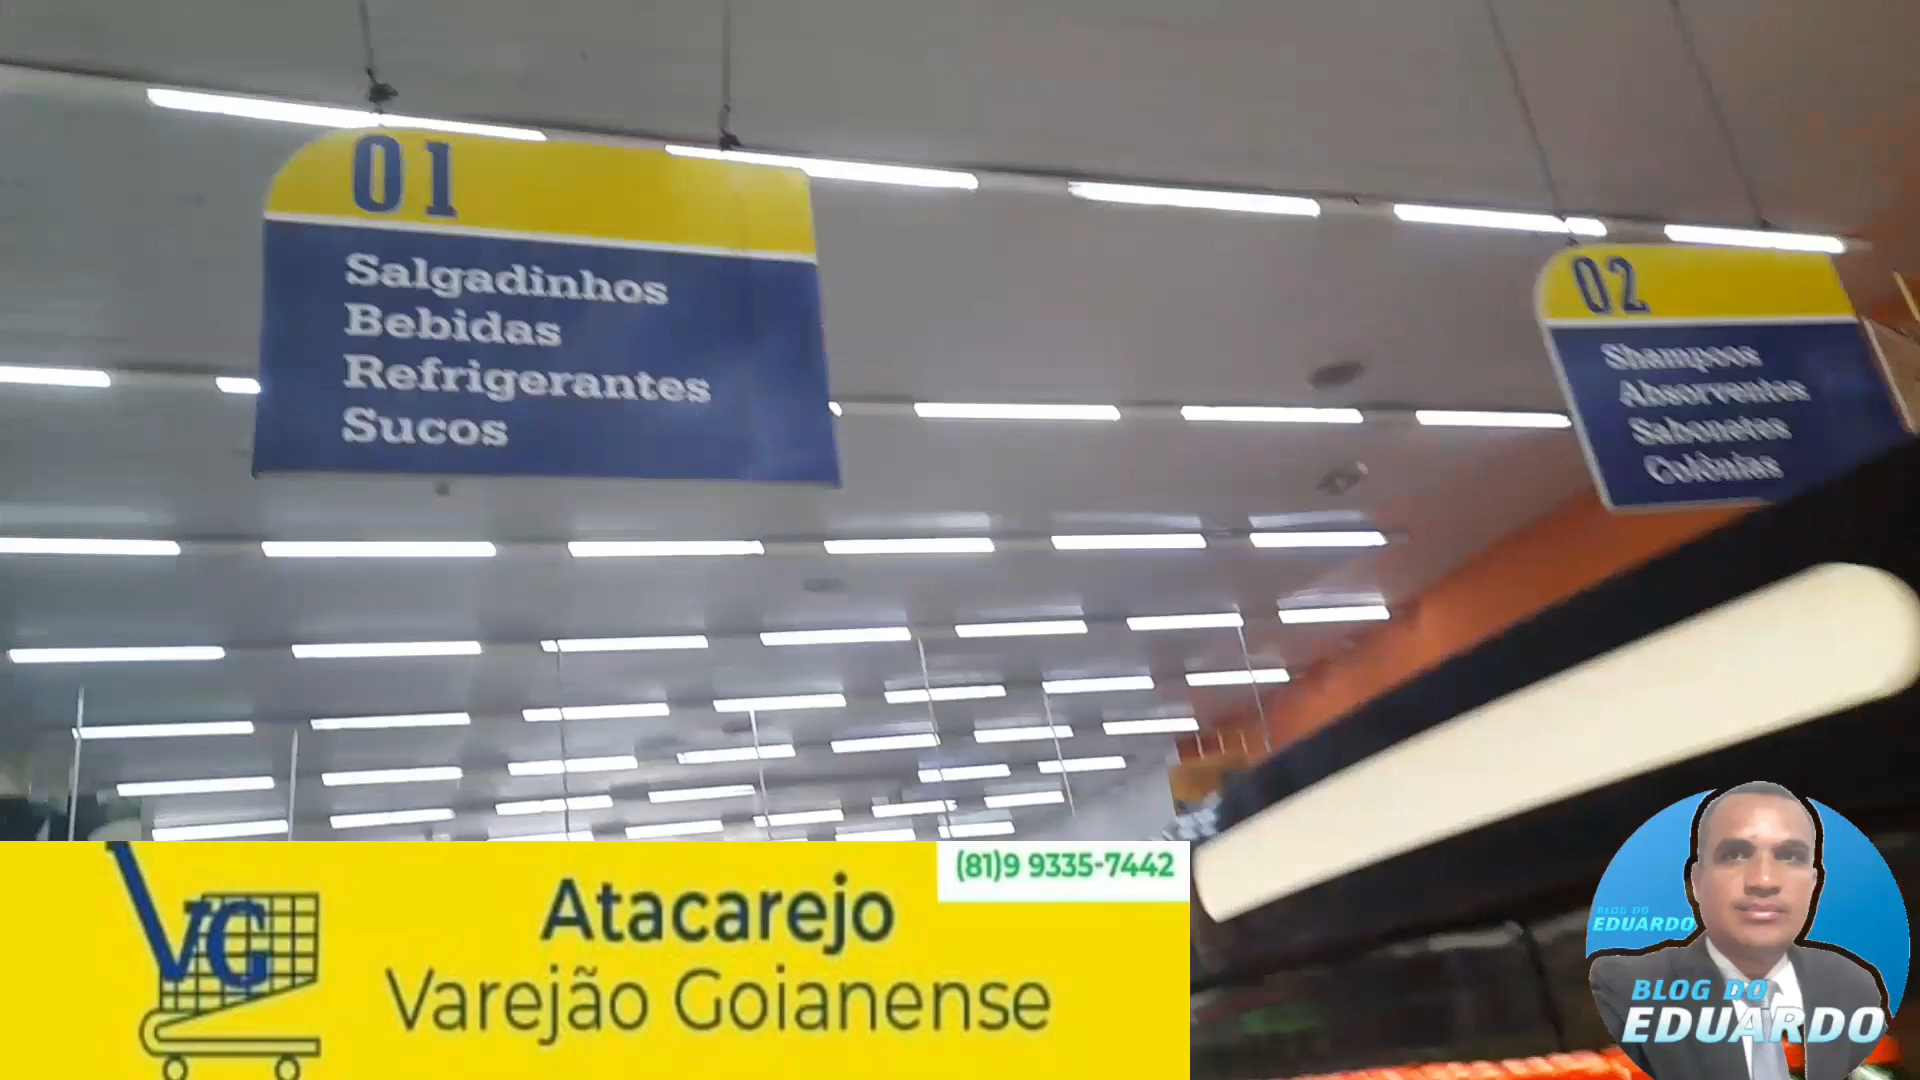 01
Salgadinhos
Bebidas
Refrigerantes
Sucos
02
Shampoos
Absorventes
Sabonetes
Colônias
(81)9 9335-7442
VG
Atacarejo
Varejão Goianense
BLOG DO
EDUARDO
BLOG DO
EDUARDO